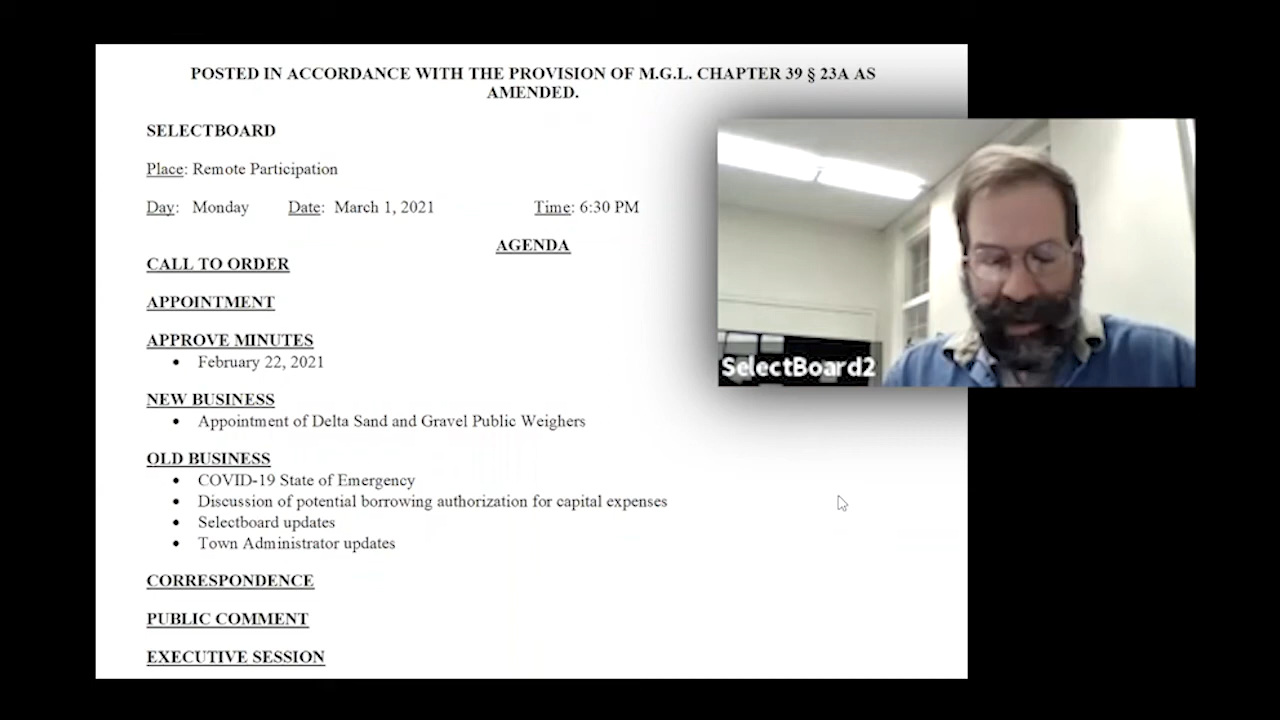 POSTED IN ACCORDANCE WITH THE PROVISION OF M.G.L. CHAPTER 39 § 23A AS
AMENDED.
SELECTBOARD
Place: Remote Participation
Day: Monday Date: March 1, 2021 Time: 6:30 PM
AGENDA
CALL TO ORDER
APPOINTMENT
APPROVE MINUTES
• February 22, 2021
NEW BUSINESS
• Appointment of Delta Sand and Gravel Public Weighers
OLD BUSINESS
• COVID-19 State of Emergency
• Discussion of potential borrowing authorization for capital expenses
• Selectboard updates
• Town Administrator updates
CORRESPONDENCE
PUBLIC COMMENT
EXECUTIVE SESSION
SelectBoard2